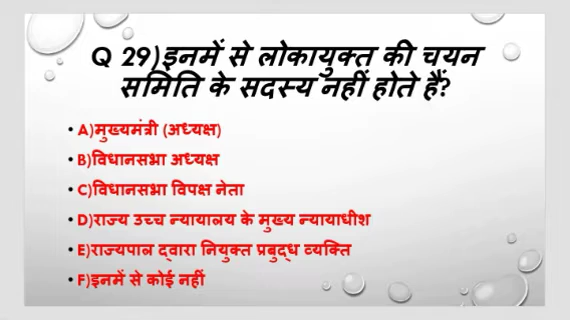 Q 29)इनमें से लोकायुक्त की चयन
समिति के सदस्य नहीं होते हैं?
• A)मुख्यमंत्री (अध्यक्ष)
• B)विधानसभा अध्यक्ष
• C)विधानसभा विपक्ष नेता
• D)राज्य उच्च न्यायालय के मुख्य न्यायाधीश
• E)राज्यपाल द्वारा नियुक्त प्रबुद्ध व्यक्ति
• F)इनमें से कोई नहीं